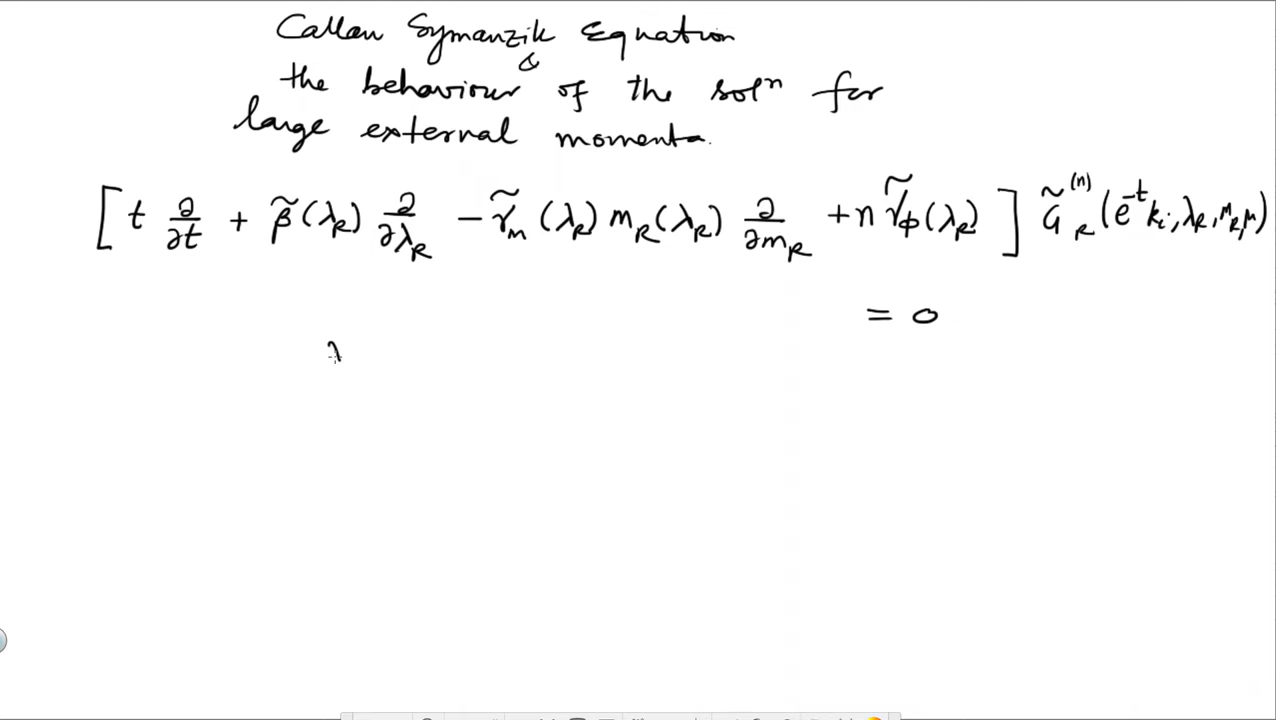 Callan Symanzik Equation
&
the behaviour of the solⁿ for
large external momenta.
[ t ∂/∂t + β̃(λ_R) ∂/∂λ_R − γ̃_m (λ_R) m_R(λ_R) ∂/∂m_R + n γ̃_ϕ(λ_R) ] G̃_R^(n) (e^-t k_i, λ_R, m_R, μ)
= 0
λ